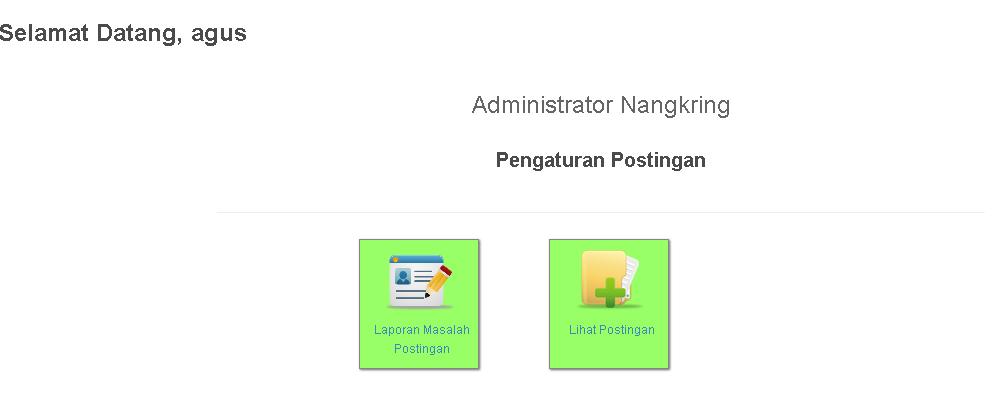 Selamat Datang, agus
Administrator Nangkring
Pengaturan Postingan
Laporan Masalah
Postingan
Lihat Postingan